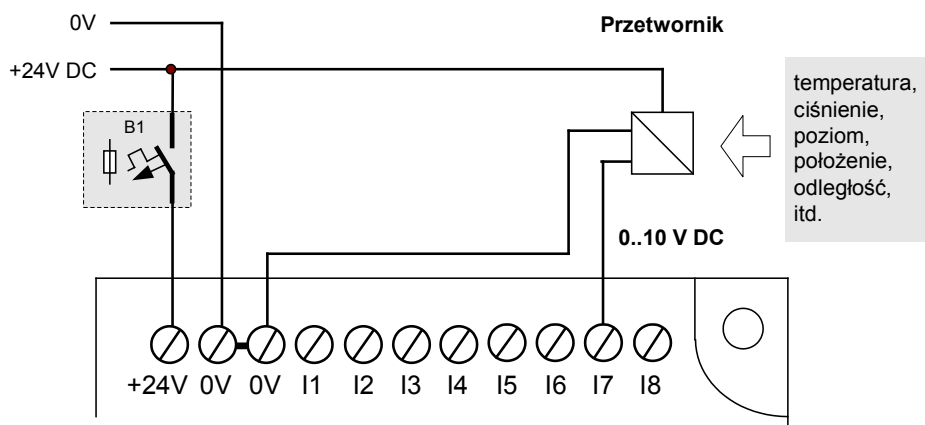 0V
Przetwornik
+24V DC
temperatura,
ciśnienie,
poziom,
położenie,
odległość,
itd.
B1
0..10 V DC
+24V 0V 0V I1 I2 I3 I4 I5 I6 I7 I8